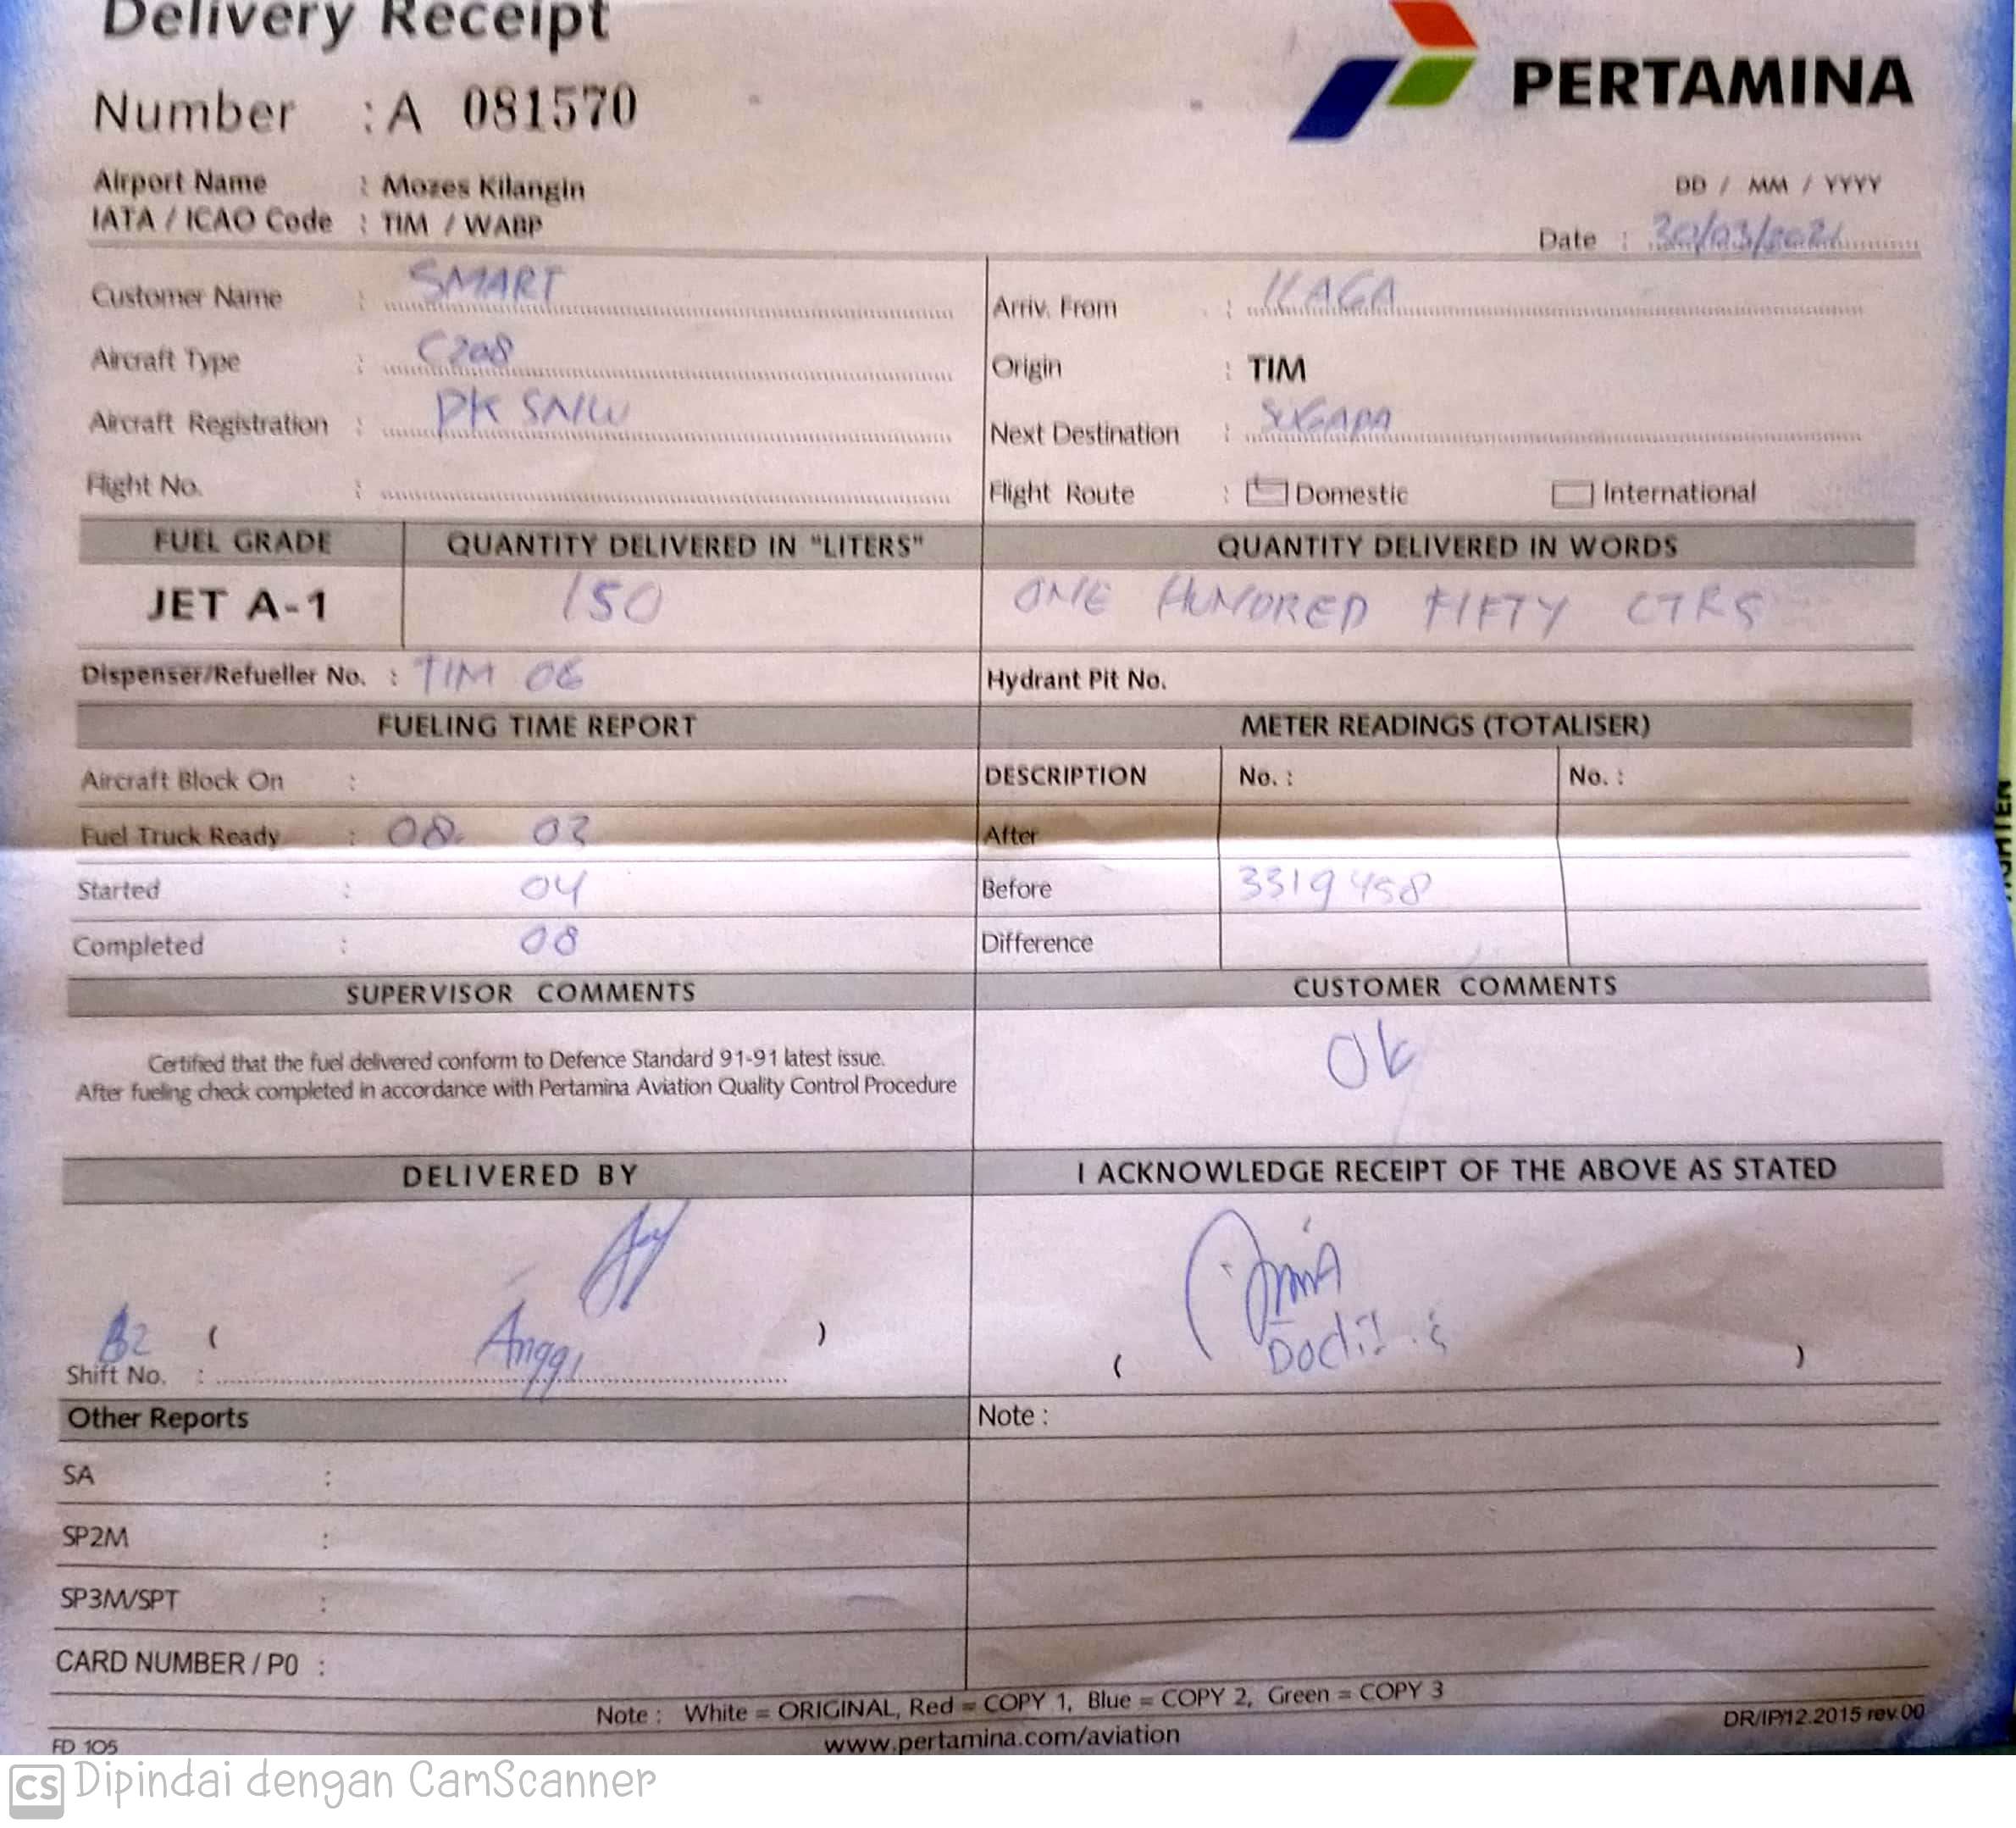 Delivery Receipt
Number : A 081570
PERTAMINA
Airport Name : Mozes Kilangin
IATA / ICAO Code : TIM / WABP
DD / MM / YYYY
Date : 30/03/2021
Customer Name : SMART
Arriv. From : ILAGA
Aircraft Type : C208
Origin : TIM
Aircraft Registration : PK SNW
Next Destination : SUGAPA
Flight No. :
Flight Route : Domestic International
FUEL GRADE QUANTITY DELIVERED IN "LITERS" QUANTITY DELIVERED IN WORDS
JET A-1 150 ONE HUNDRED FIFTY LTRS
Dispenser/Refueller No. : TIM 06 Hydrant Pit No.
FUELING TIME REPORT METER READINGS (TOTALISER)
Aircraft Block On : DESCRIPTION No. : No. :
Fuel Truck Ready : 08 03 After
Started : 04 Before 3319458
Completed : 08 Difference
SUPERVISOR COMMENTS CUSTOMER COMMENTS
Certified that the fuel delivered conform to Defence Standard 91-91 latest issue.
After fueling check completed in accordance with Pertamina Aviation Quality Control Procedure
Ok
DELIVERED BY I ACKNOWLEDGE RECEIPT OF THE ABOVE AS STATED
B2 ( Anggi )
Shift No. :
( )
Other Reports Note :
SA :
SP2M :
SP3M/SPT :
CARD NUMBER / P0 :
Note : White = ORIGINAL, Red = COPY 1, Blue = COPY 2, Green = COPY 3
DR/IP/12.2015 rev.00
FD 105
www.pertamina.com/aviation
CS Dipindai dengan CamScanner